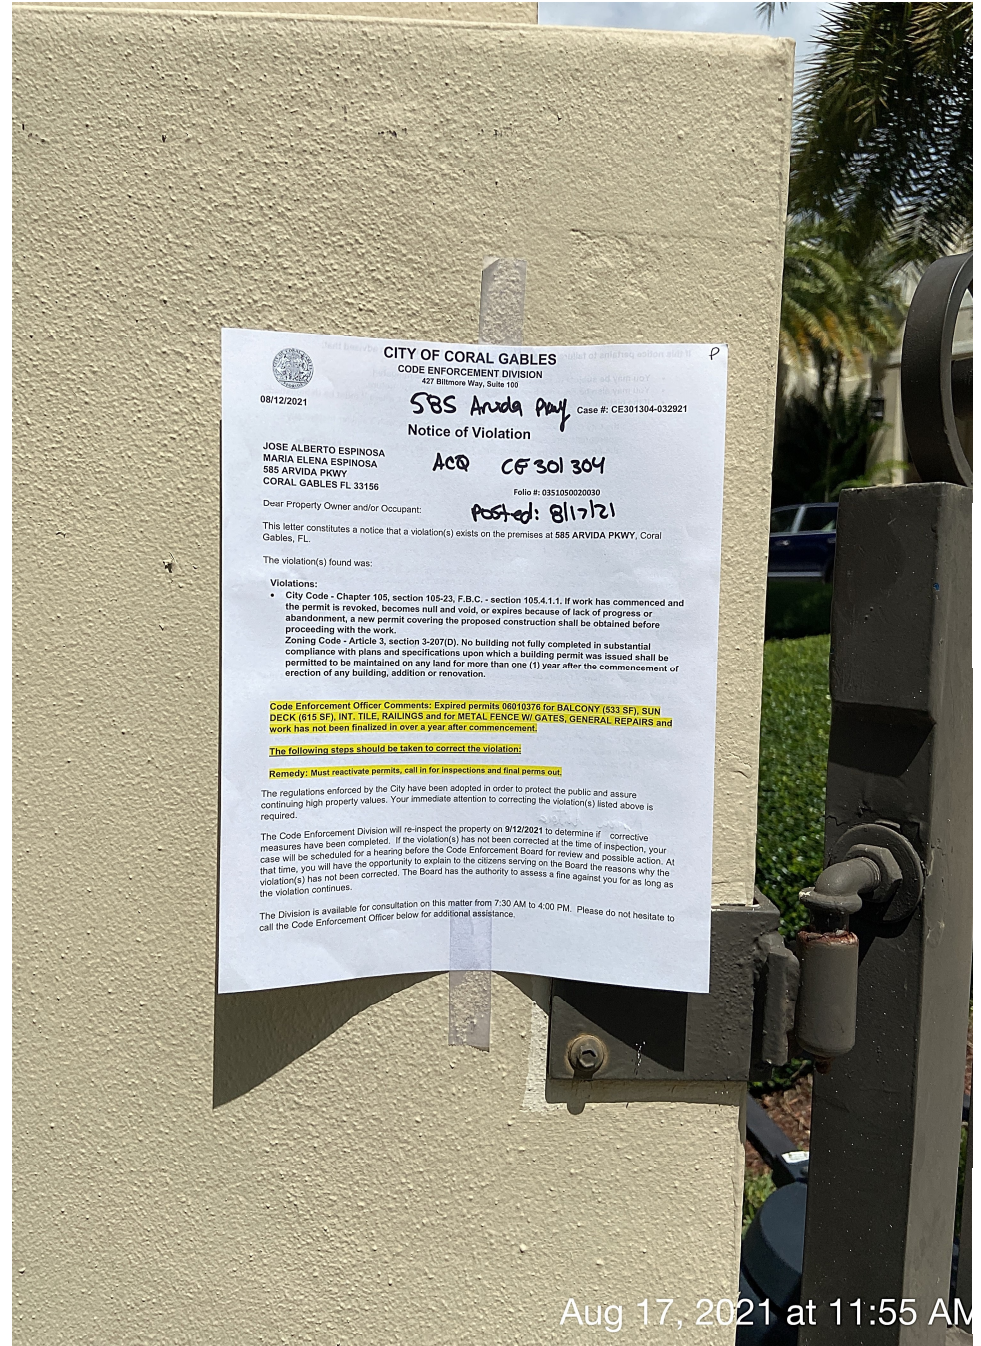 P
CITY OF CORAL GABLES
CODE ENFORCEMENT DIVISION
427 Biltmore Way, Suite 100
08/12/2021
585 Arvida Pkwy
Case #: CE301304-032921
Notice of Violation
JOSE ALBERTO ESPINOSA
MARIA ELENA ESPINOSA
585 ARVIDA PKWY
CORAL GABLES FL 33156
ACQ CE 301 304
Folio #: 0351050020030
Dear Property Owner and/or Occupant:
Posted: 8/17/21
This letter constitutes a notice that a violation(s) exists on the premises at 585 ARVIDA PKWY, Coral
Gables, FL.
The violation(s) found was:
Violations:
• City Code - Chapter 105, section 105-23, F.B.C. - section 105.4.1.1. If work has commenced and
the permit is revoked, becomes null and void, or expires because of lack of progress or
abandonment, a new permit covering the proposed construction shall be obtained before
proceeding with the work.
Zoning Code - Article 3, section 3-207(D). No building not fully completed in substantial
compliance with plans and specifications upon which a building permit was issued shall be
permitted to be maintained on any land for more than one (1) year after the commencement of
erection of any building, addition or renovation.
Code Enforcement Officer Comments: Expired permits 06010376 for BALCONY (533 SF), SUN
DECK (615 SF), INT. TILE, RAILINGS and for METAL FENCE W/ GATES, GENERAL REPAIRS and
work has not been finalized in over a year after commencement.
The following steps should be taken to correct the violation:
Remedy: Must reactivate permits, call in for inspections and final perms out.
The regulations enforced by the City have been adopted in order to protect the public and assure
continuing high property values. Your immediate attention to correcting the violation(s) listed above is
required.
The Code Enforcement Division will re-inspect the property on 9/12/2021 to determine if corrective
measures have been completed. If the violation(s) has not been corrected at the time of inspection, your
case will be scheduled for a hearing before the Code Enforcement Board for review and possible action. At
that time, you will have the opportunity to explain to the citizens serving on the Board the reasons why the
violation(s) has not been corrected. The Board has the authority to assess a fine against you for as long as
the violation continues.
The Division is available for consultation on this matter from 7:30 AM to 4:00 PM. Please do not hesitate to
call the Code Enforcement Officer below for additional assistance.
Aug 17, 2021 at 11:55 AM